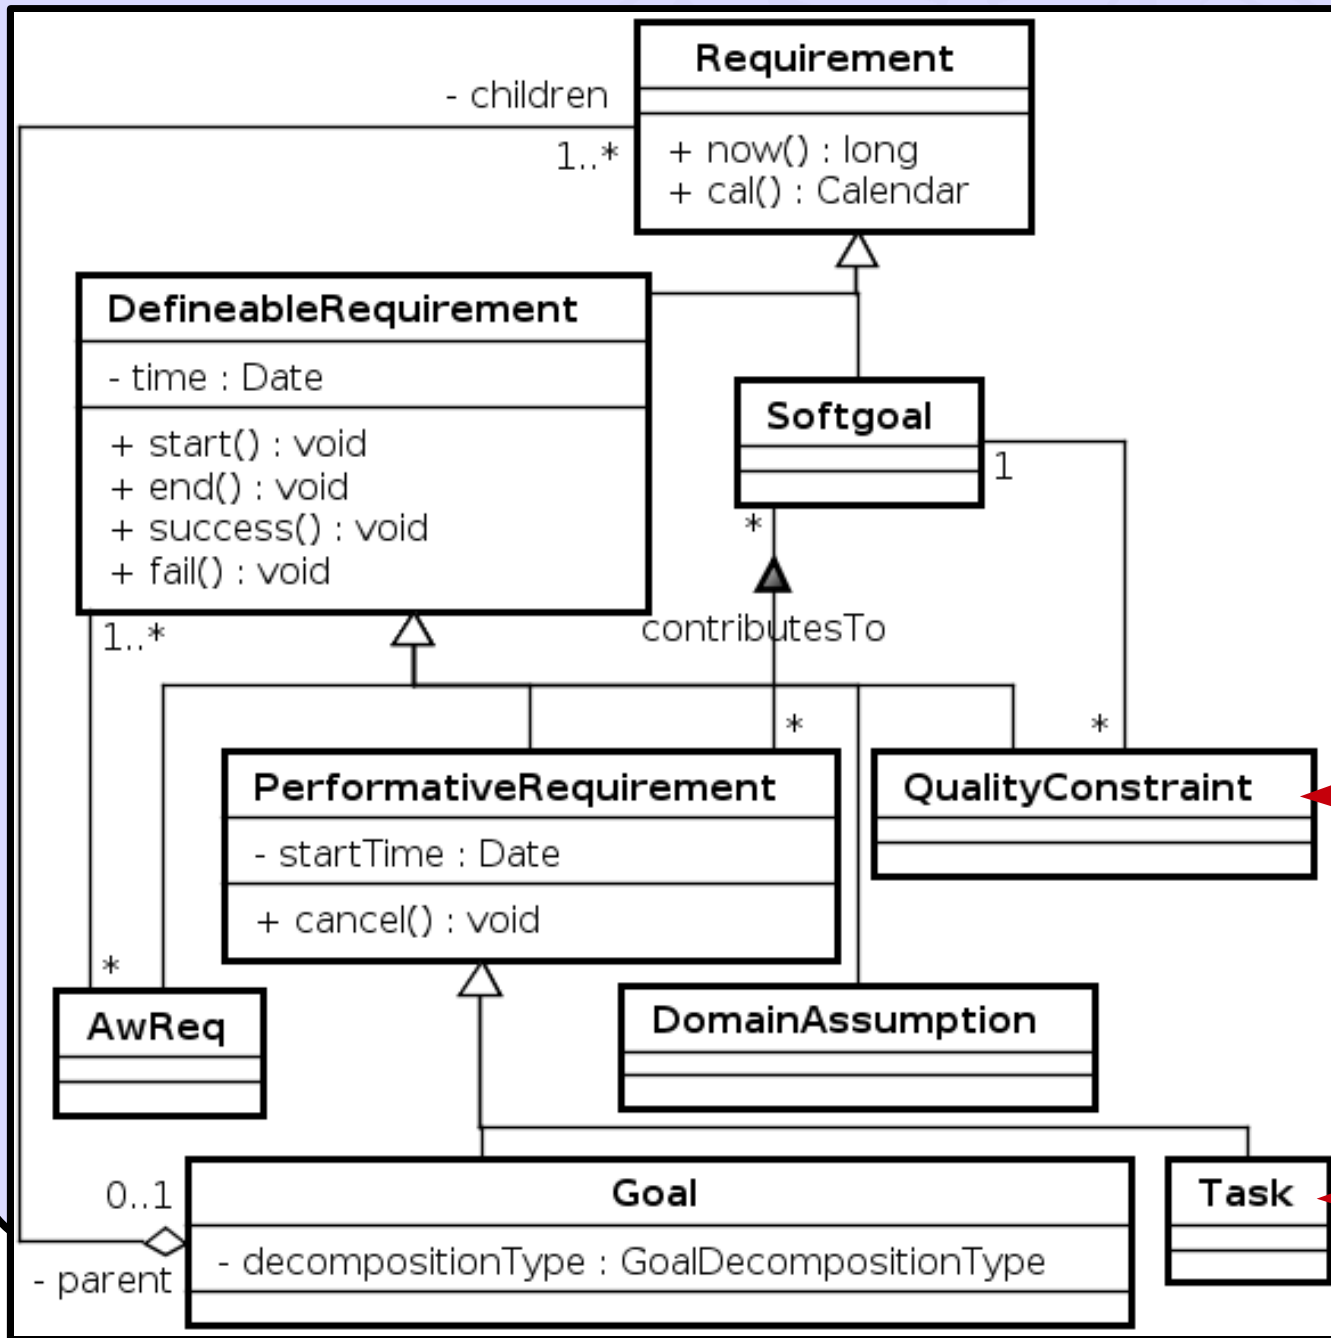 Requirement
- children
1..*
+ now() : long
+ cal() : Calendar
DefineableRequirement
- time : Date
+ start() : void
+ end() : void
+ success() : void
+ fail() : void
Softgoal
1
*
1..*
contributesTo
*
*
PerformativeRequirement
- startTime : Date
+ cancel() : void
QualityConstraint
*
AwReq
DomainAssumption
0..1
- parent
Goal
- decompositionType : GoalDecompositionType
Task